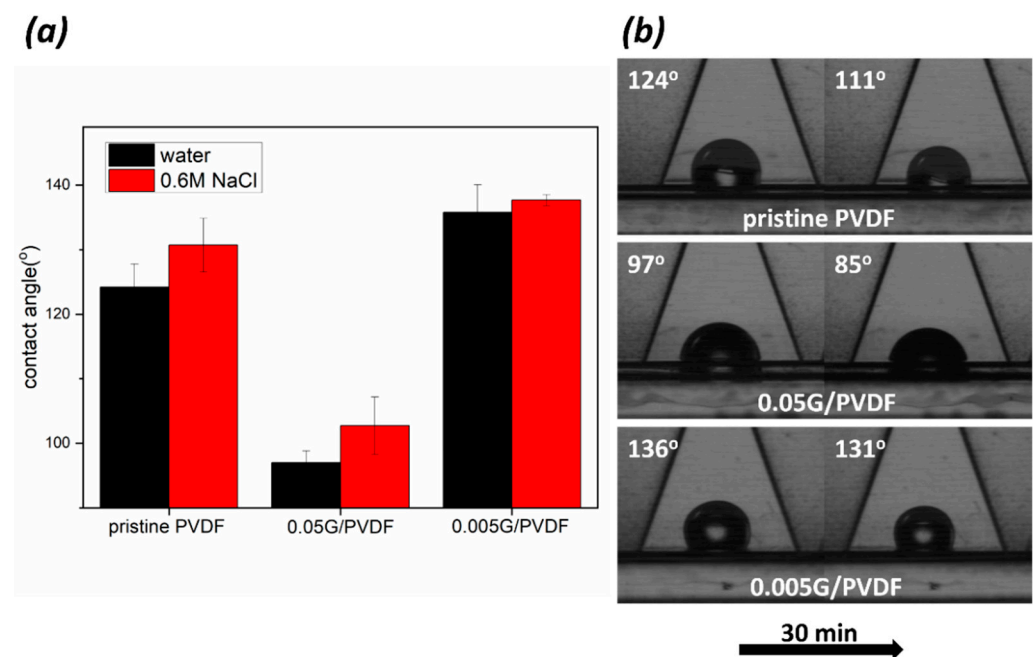 (a)
water
0.6M NaCl
contact angle(°)
140
120
100
pristine PVDF 0.05G/PVDF 0.005G/PVDF
(b)
124° 111°
pristine PVDF
97° 85°
0.05G/PVDF
136° 131°
0.005G/PVDF
30 min